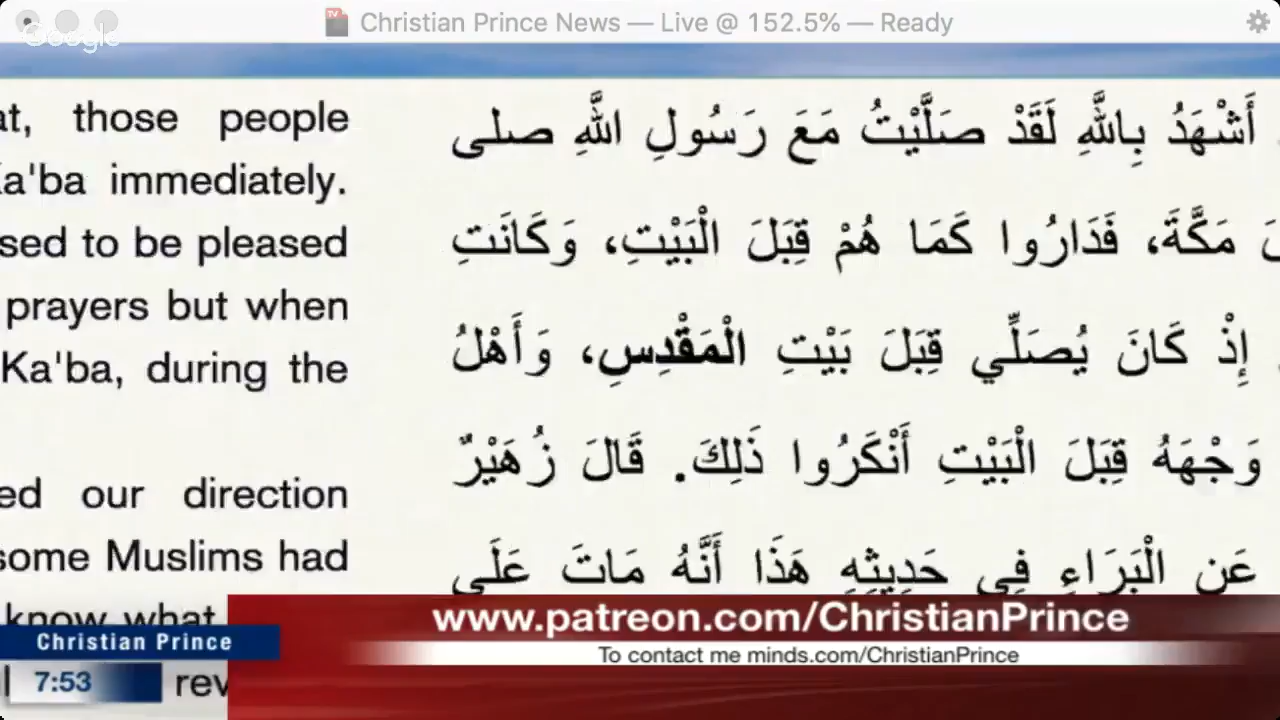 Christian Prince News — Live @ 152.5% — Ready
Google
at, those people
Ka'ba immediately.
sed to be pleased
prayers but when
Ka'ba, during the
ed our direction
some Muslims had
know what
rev
أَشْهَدُ بِاللَّهِ لَقَدْ صَلَّيْتُ مَعَ رَسُولِ اللَّهِ صلى
مَكَّةَ، فَدَارُوا كَمَا هُمْ قِبَلَ الْبَيْتِ، وَكَانَتِ
إِذْ كَانَ يُصَلِّي قِبَلَ بَيْتِ الْمَقْدِسِ، وَأَهْلُ
وَجْهَهُ قِبَلَ الْبَيْتِ أَنْكَرُوا ذَلِكَ. قَالَ زُهَيْرٌ
عَنِ الْبَرَاءِ فِي حَدِيثِهِ هَذَا أَنَّهُ مَاتَ عَلَى
www.patreon.com/ChristianPrince
To contact me minds.com/ChristianPrince
Christian Prince
7:53